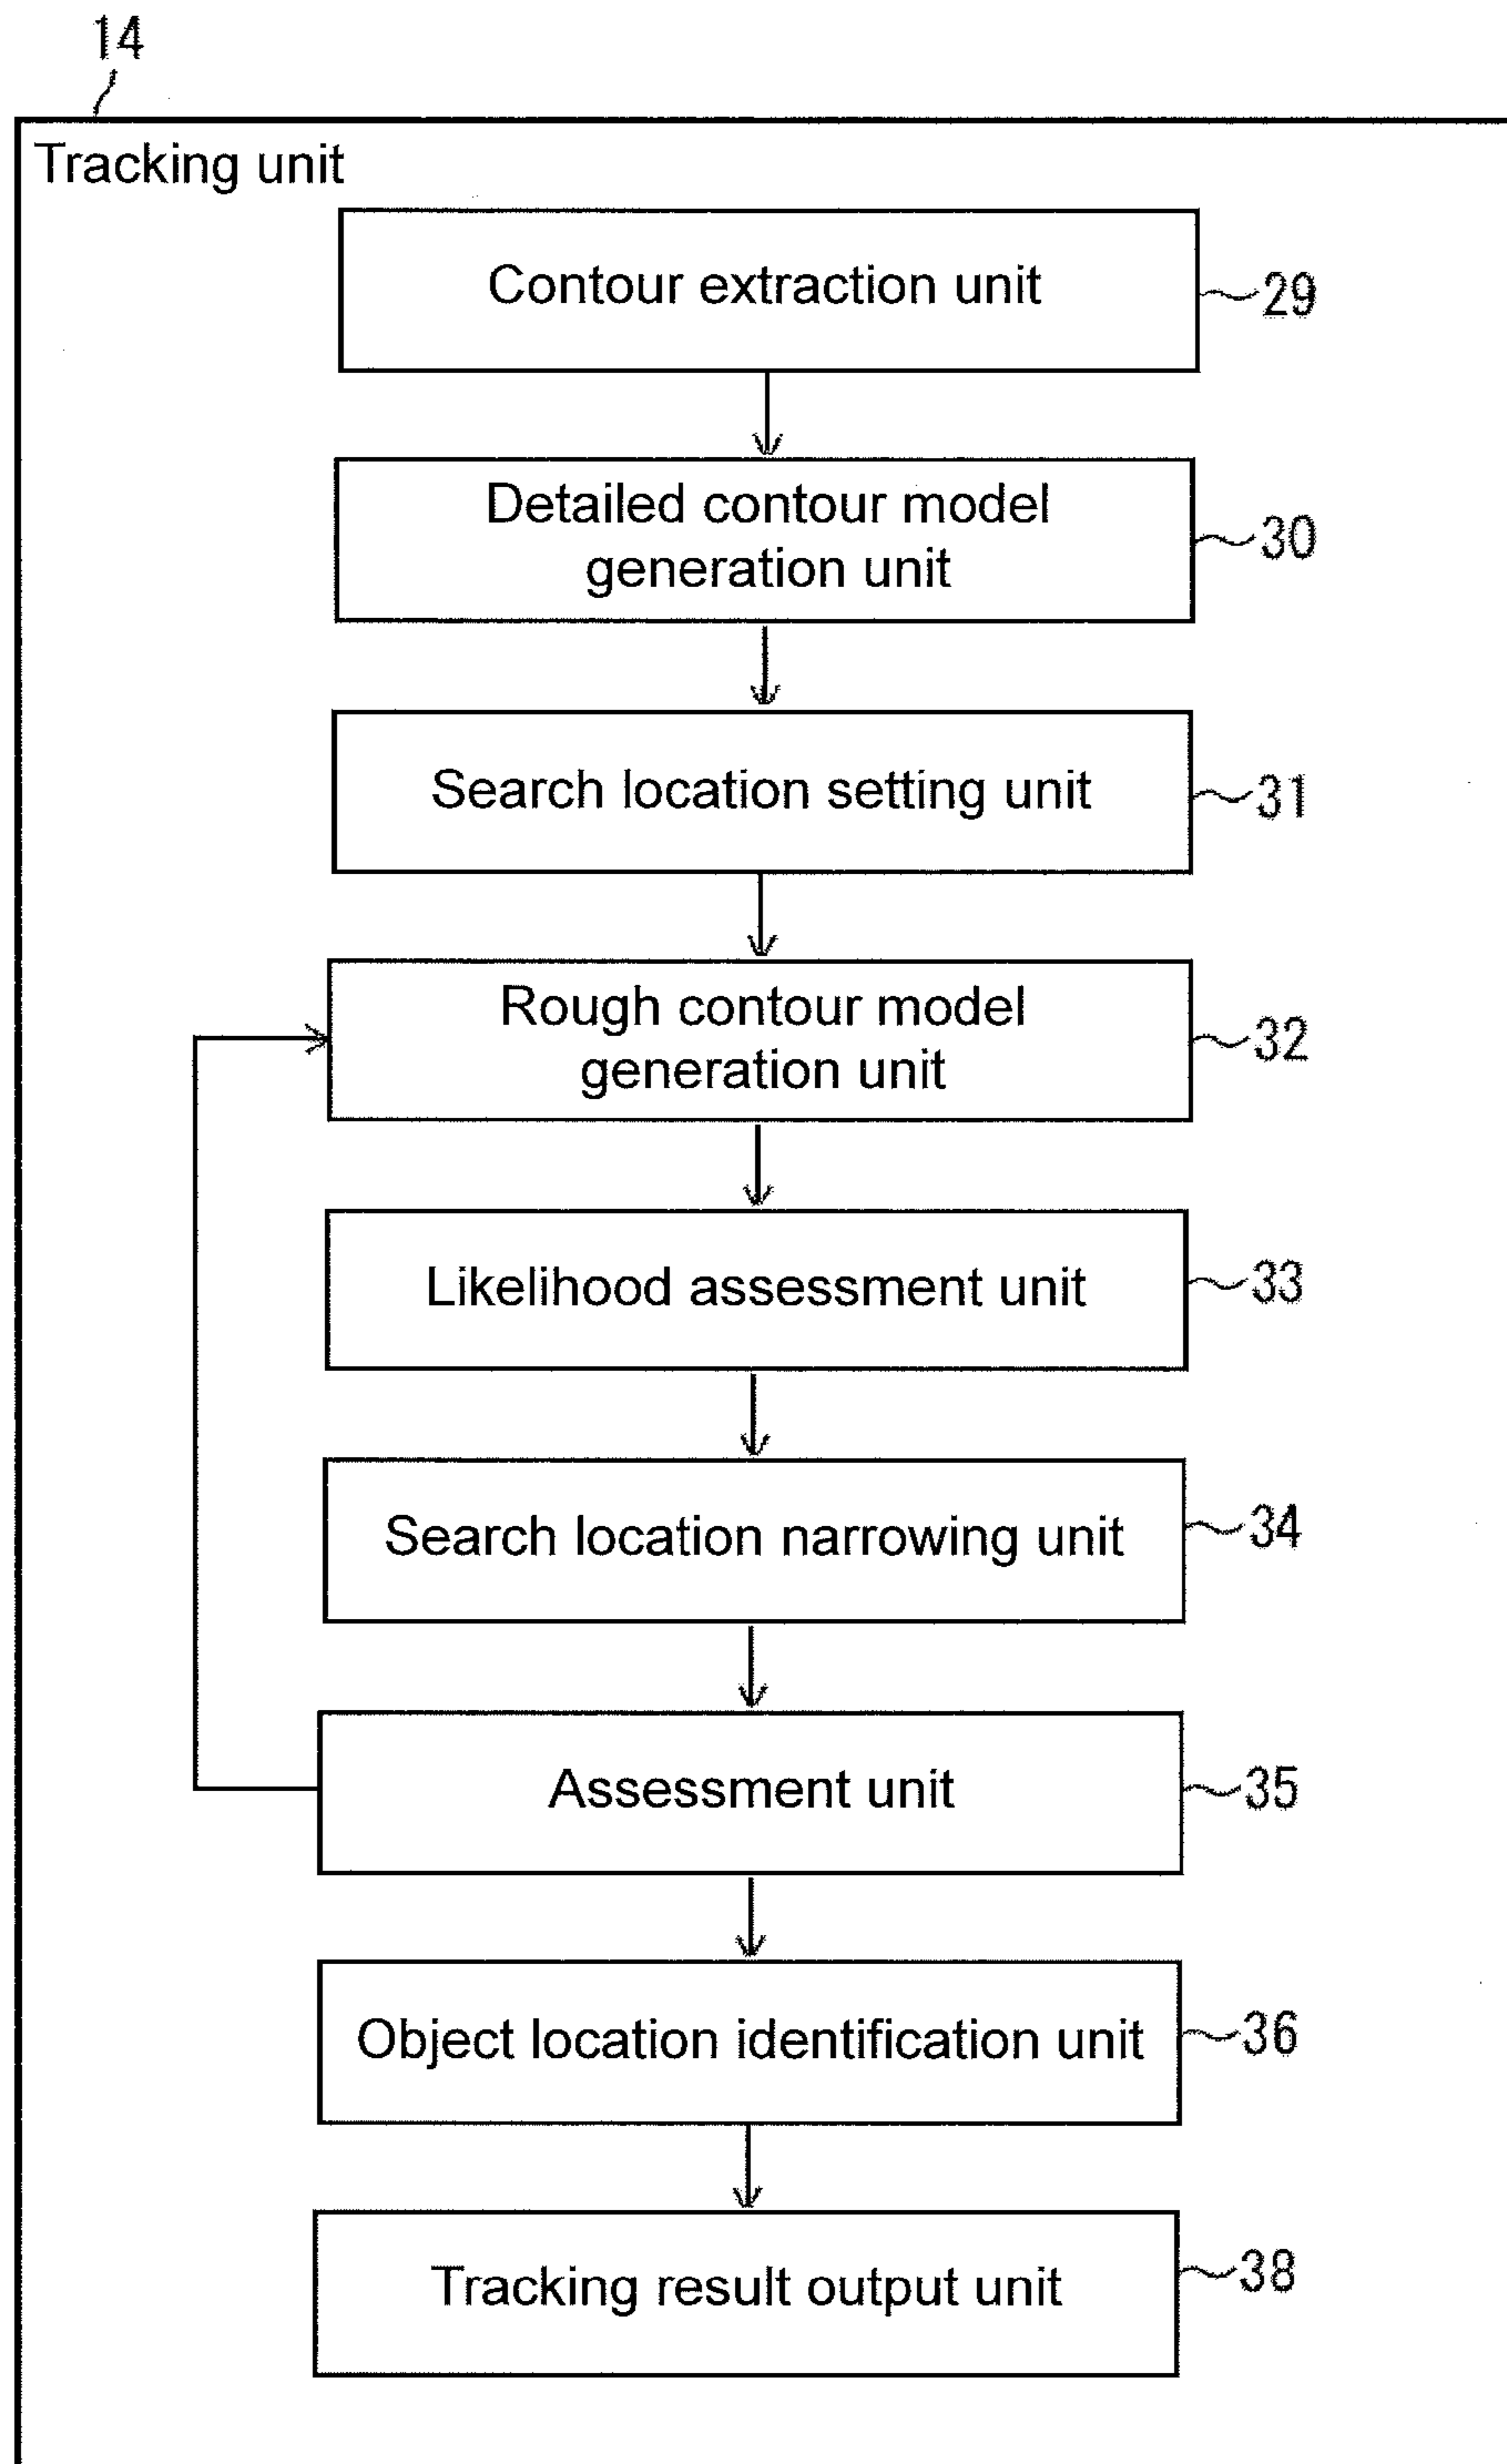 14
Tracking unit
Contour extraction unit
29
Detailed contour model
generation unit
30
Search location setting unit
31
Rough contour model
generation unit
32
Likelihood assessment unit
33
Search location narrowing unit
34
Assessment unit
35
Object location identification unit
36
Tracking result output unit
38